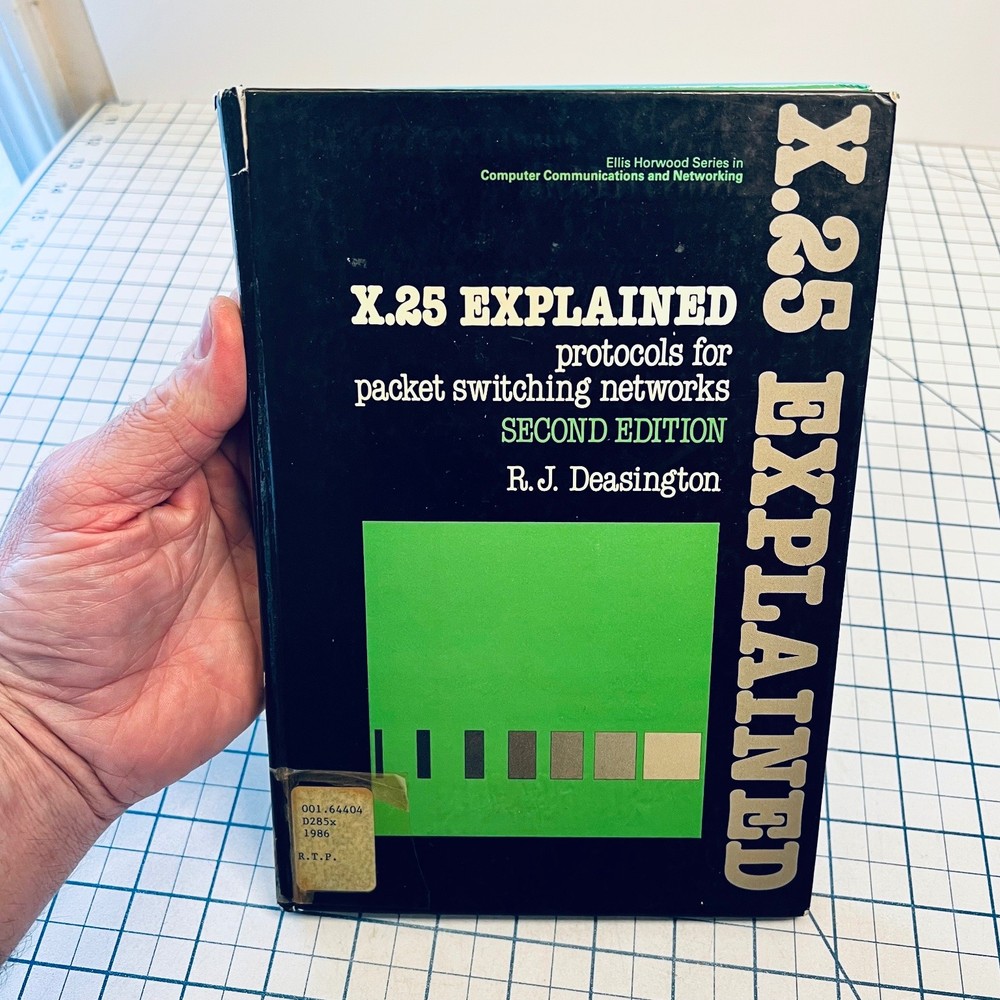 Ellis Horwood Series in
Computer Communications and Networking
X.25 EXPLAINED
protocols for
packet switching networks
SECOND EDITION
R.J. Deasington
X.25 EXPLAINED
001.64404
D285x
1986
R.T.P.